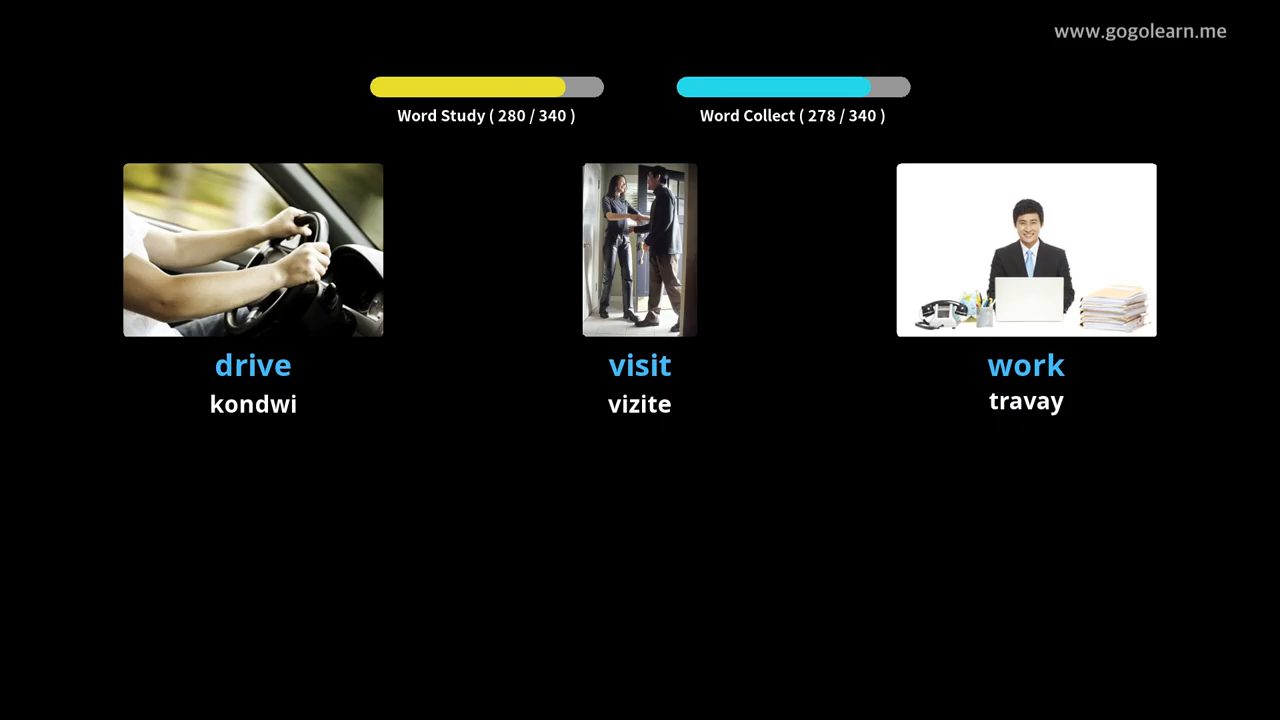 www.gogolearn.me
Word Study ( 280 / 340 )
Word Collect ( 278 / 340 )
drive
kondwi
visit
vizite
work
travay